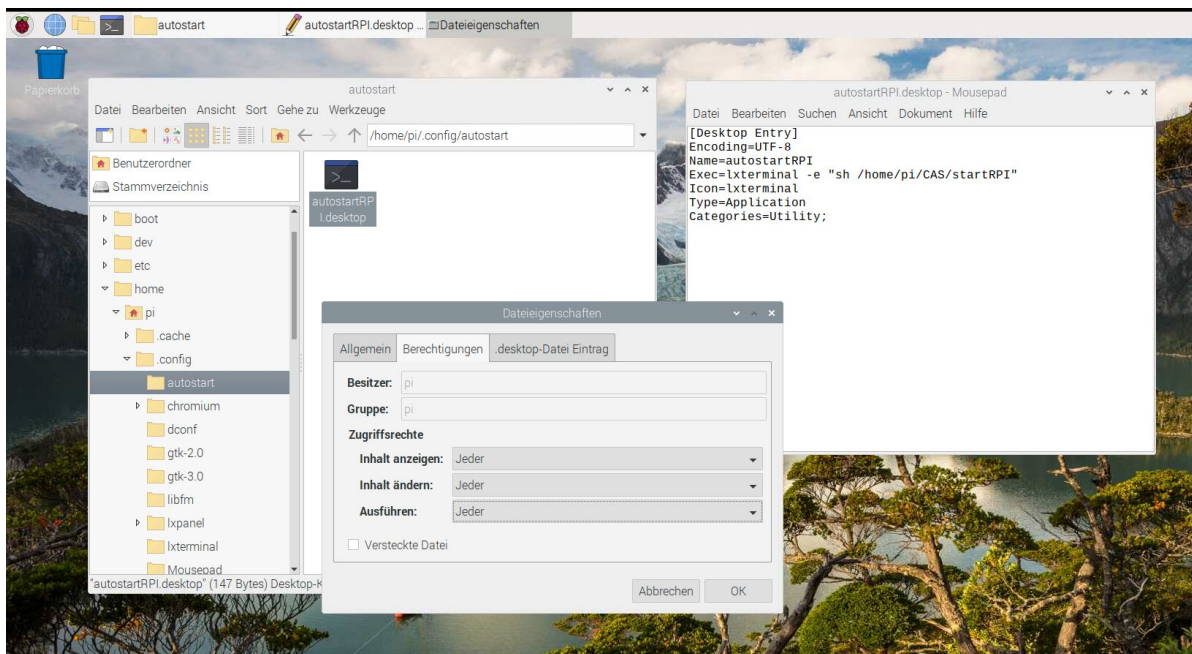 autostart
autostartRPI.desktop ...
Dateieigenschaften
Papierkorb
autostart
Datei Bearbeiten Ansicht Sort Gehe zu Werkzeuge
/home/pi/.config/autostart
Benutzerordner
Stammverzeichnis
boot
dev
etc
home
pi
.cache
.config
autostart
chromium
dconf
gtk-2.0
gtk-3.0
libfm
lxpanel
lxterminal
Mousepad
autostartRP
I.desktop
"autostartRPI.desktop" (147 Bytes) Desktop-K
autostartRPI.desktop - Mousepad
Datei Bearbeiten Suchen Ansicht Dokument Hilfe
[Desktop Entry]
Encoding=UTF-8
Name=autostartRPI
Exec=lxterminal -e "sh /home/pi/CAS/startRPI"
Icon=lxterminal
Type=Application
Categories=Utility;
Dateieigenschaften
Allgemein Berechtigungen .desktop-Datei Eintrag
Besitzer: pi
Gruppe: pi
Zugriffsrechte
Inhalt anzeigen: Jeder
Inhalt ändern: Jeder
Ausführen: Jeder
Versteckte Datei
Abbrechen OK